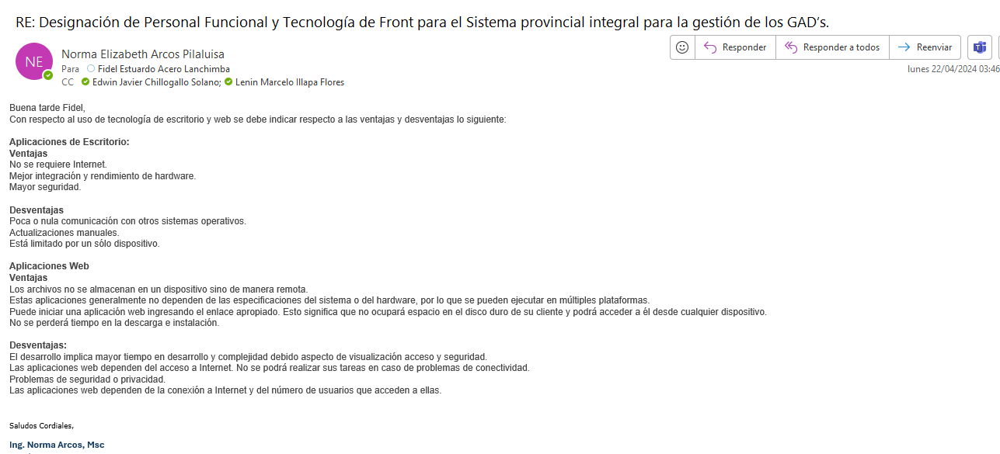 RE: Designación de Personal Funcional y Tecnología de Front para el Sistema provincial integral para la gestión de los GAD's.
NE
Norma Elizabeth Arcos Pilaluisa
Para Fidel Estuardo Acero Lanchimba
CC Edwin Javier Chillogallo Solano; Lenin Marcelo Illapa Flores
Responder
Responder a todos
Reenviar
lunes 22/04/2024 03:46
Buena tarde Fidel,
Con respecto al uso de tecnología de escritorio y web se debe indicar respecto a las ventajas y desventajas lo siguiente:
Aplicaciones de Escritorio:
Ventajas
No se requiere Internet.
Mejor integración y rendimiento de hardware.
Mayor seguridad.
Desventajas
Poca o nula comunicación con otros sistemas operativos.
Actualizaciones manuales.
Está limitado por un sólo dispositivo.
Aplicaciones Web
Ventajas
Los archivos no se almacenan en un dispositivo sino de manera remota.
Estas aplicaciones generalmente no dependen de las especificaciones del sistema o del hardware, por lo que se pueden ejecutar en múltiples plataformas.
Puede iniciar una aplicación web ingresando el enlace apropiado. Esto significa que no ocupará espacio en el disco duro de su cliente y podrá acceder a él desde cualquier dispositivo.
No se perderá tiempo en la descarga e instalación.
Desventajas:
El desarrollo implica mayor tiempo en desarrollo y complejidad debido aspecto de visualización acceso y seguridad.
Las aplicaciones web dependen del acceso a Internet. No se podrá realizar sus tareas en caso de problemas de conectividad.
Problemas de seguridad o privacidad.
Las aplicaciones web dependen de la conexión a Internet y del número de usuarios que acceden a ellas.
Saludos Cordiales,
Ing. Norma Arcos, Msc